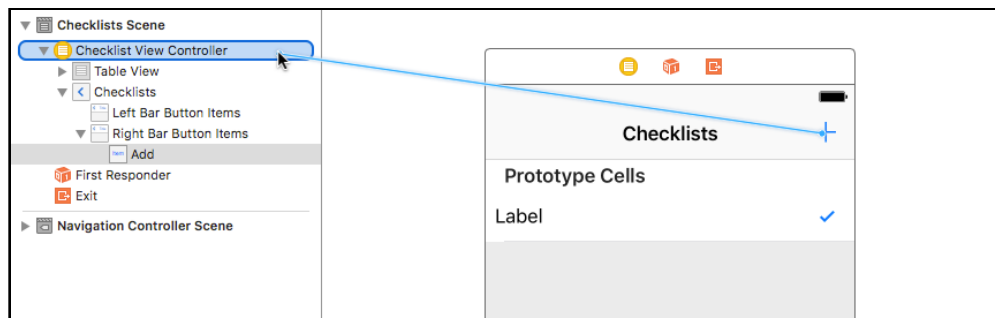 Checklists Scene
Checklist View Controller
Table View
Checklists
Left Bar Button Items
Right Bar Button Items
Add
First Responder
Exit
Navigation Controller Scene
Checklists
Prototype Cells
Label